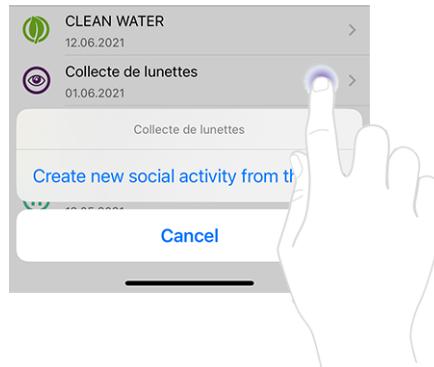 CLEAN WATER
12.06.2021
Collecte de lunettes
01.06.2021
Collecte de lunettes
Create new social activity from
Cancel